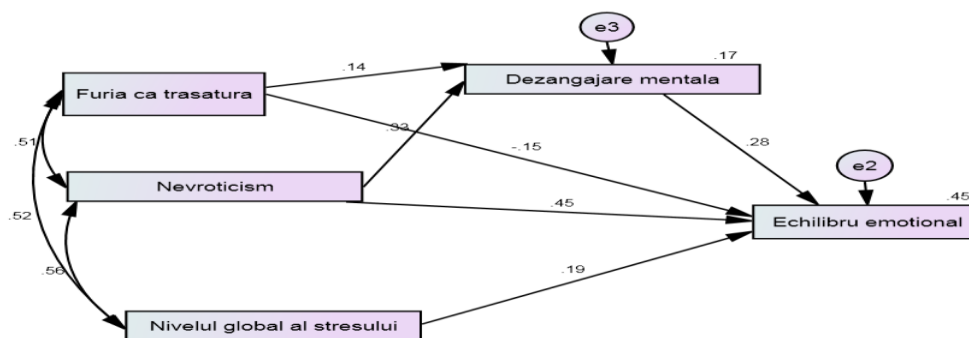 e3
.17
.14
Dezangajare mentala
Furia ca trasatura
.33
.51
-.15
.28
e2
Nevroticism
.45
.45
Echilibru emotional
.52
.56
.19
Nivelul global al stresului